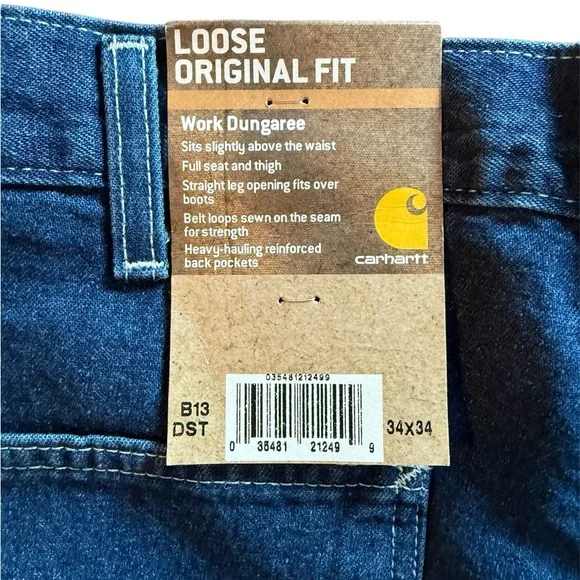 LOOSE
ORIGINAL FIT
Work Dungaree
Sits slightly above the waist
Full seat and thigh
Straight leg opening fits over
boots
Belt loops sewn on the seam
for strength
Heavy-hauling reinforced
back pockets
carhartt
035481212499
B13
DST
34X34
0 35481 21249 9